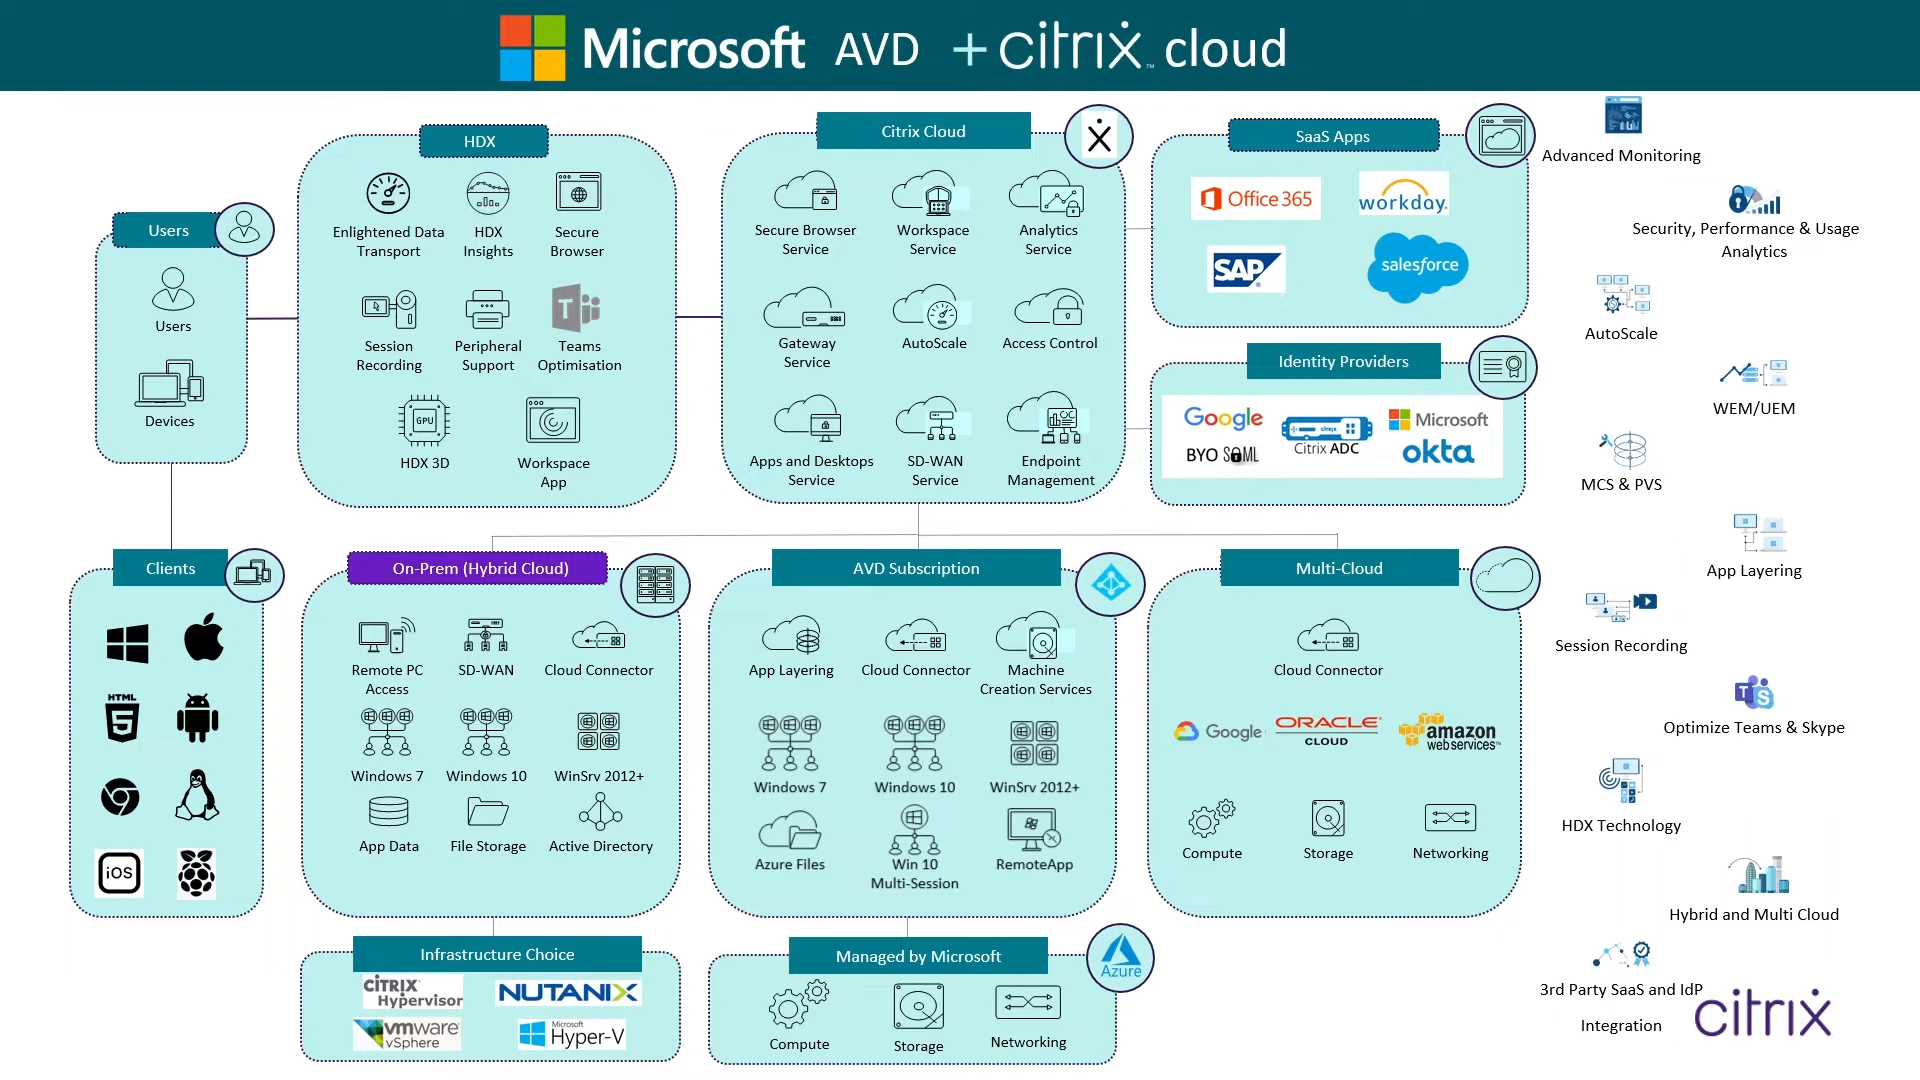 Microsoft AVD + citrix cloud
Users
Users
Devices
HDX
Enlightened Data
Transport
HDX
Insights
Secure
Browser
Session
Recording
Peripheral
Support
Teams
Optimisation
GPU
HDX 3D
Workspace
App
Citrix Cloud
Secure Browser
Service
Workspace
Service
Analytics
Service
Gateway
Service
AutoScale
Access Control
Apps and Desktops
Service
SD-WAN
Service
Endpoint
Management
SaaS Apps
Office 365
workday.
SAP
salesforce
Identity Providers
Google
citrix
Citrix ADC
Microsoft
BYO SAML
okta
Clients
HTML
5
iOS
On-Prem (Hybrid Cloud)
Remote PC
Access
SD-WAN
Cloud Connector
Windows 7
Windows 10
WinSrv 2012+
App Data
File Storage
Active Directory
AVD Subscription
App Layering
Cloud Connector
Machine
Creation Services
Windows 7
Windows 10
WinSrv 2012+
Azure Files
Win 10
Multi-Session
RemoteApp
Multi-Cloud
Cloud Connector
Google
ORACLE
CLOUD
amazon
webservices™
Compute
Storage
Networking
Infrastructure Choice
CITRIX
Hypervisor
NUTANIX
vmware
vSphere
Microsoft
Hyper-V
Managed by Microsoft
Azure
Compute
Storage
Networking
Advanced Monitoring
Security, Performance & Usage
Analytics
AutoScale
WEM/UEM
MCS & PVS
App Layering
Session Recording
Optimize Teams & Skype
HDX Technology
Hybrid and Multi Cloud
3rd Party SaaS and IdP
Integration
citrix